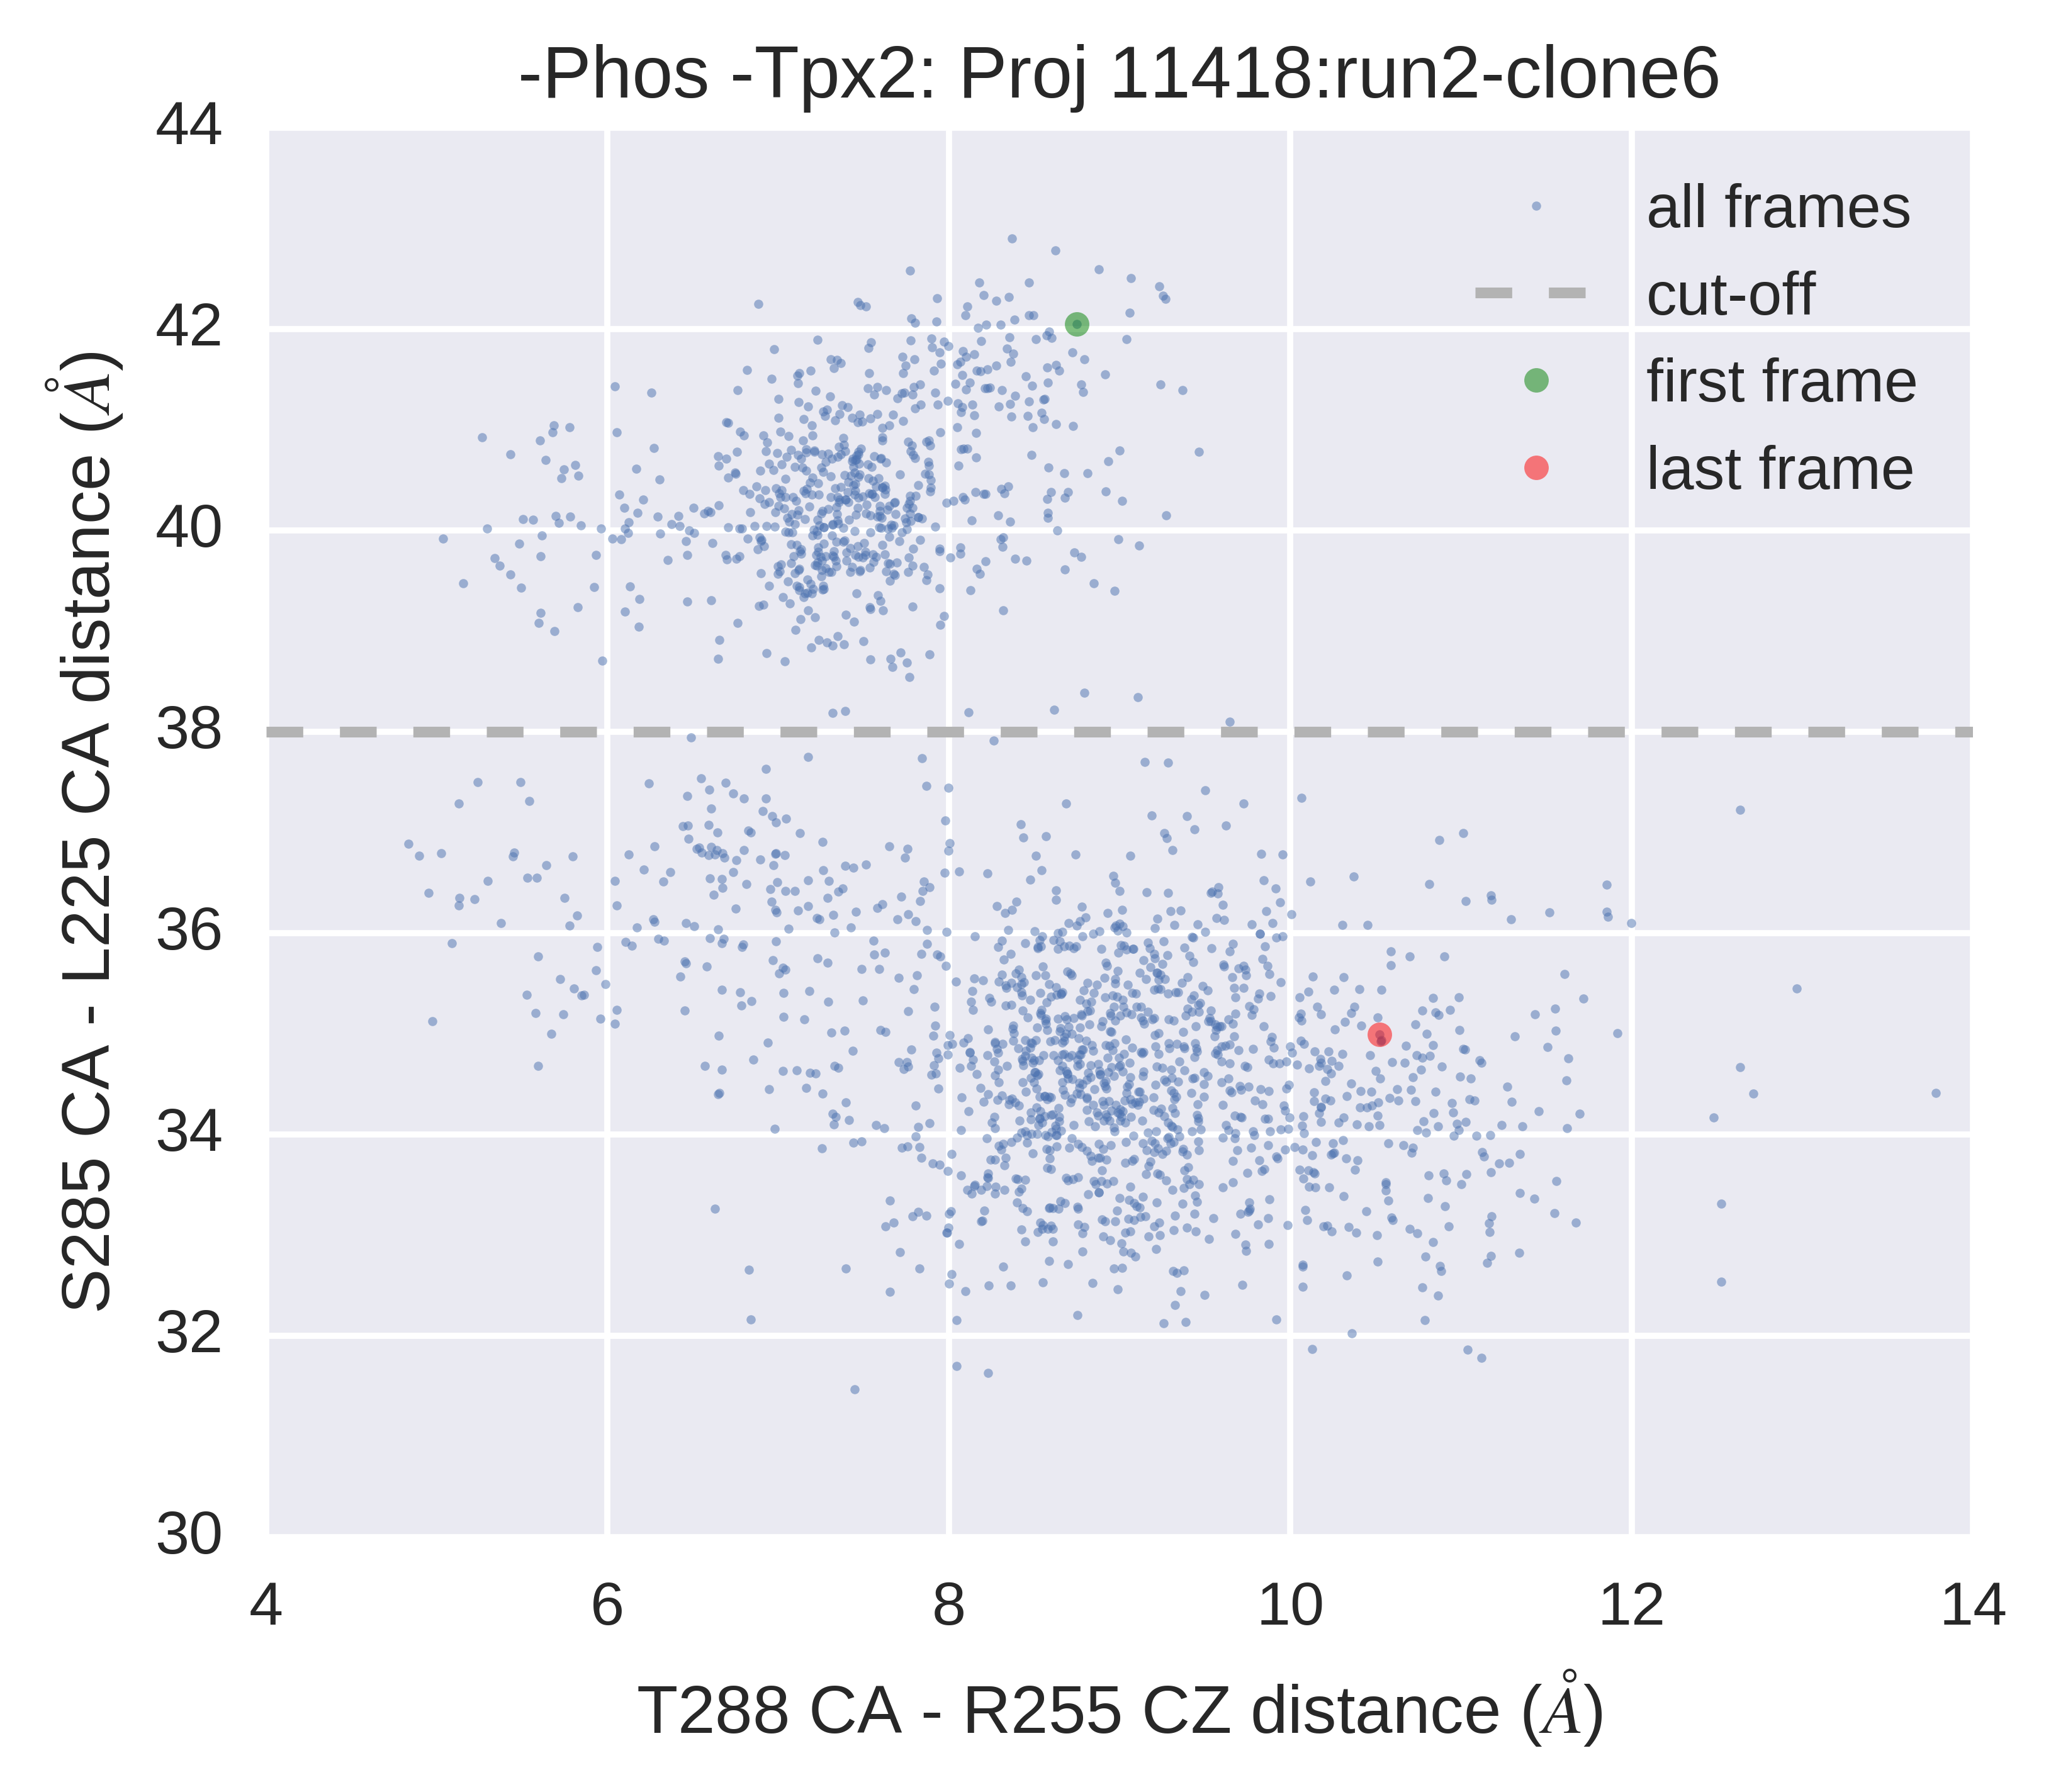 -Phos -Tpx2: Proj 11418:run2-clone6
44
42
40
38
36
34
32
30
S285 CA - L225 CA distance (Å)
all frames
cut-off
first frame
last frame
4 6 8 10 12 14
T288 CA - R255 CZ distance (Å)